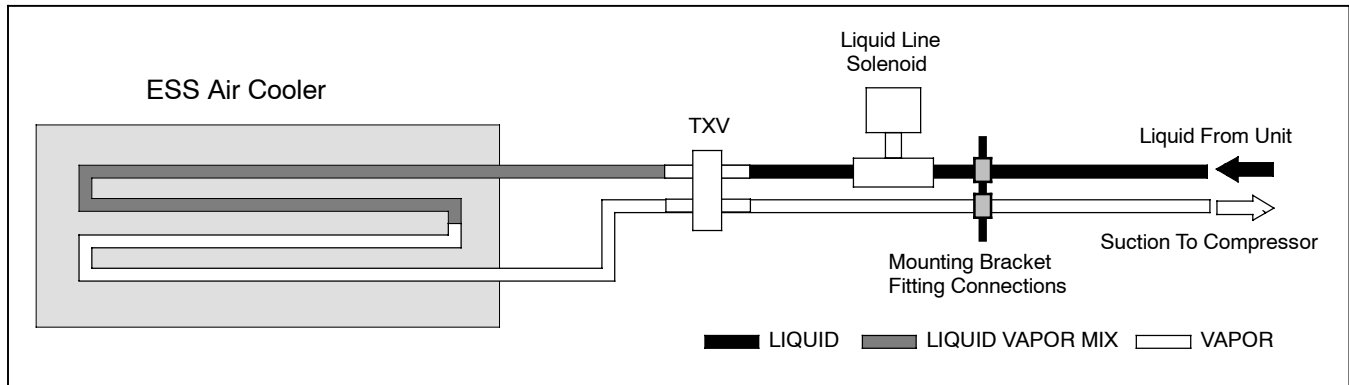 Liquid Line
Solenoid
ESS Air Cooler
TXV
Liquid From Unit
Suction To Compressor
Mounting Bracket
Fitting Connections
LIQUID
LIQUID VAPOR MIX
VAPOR